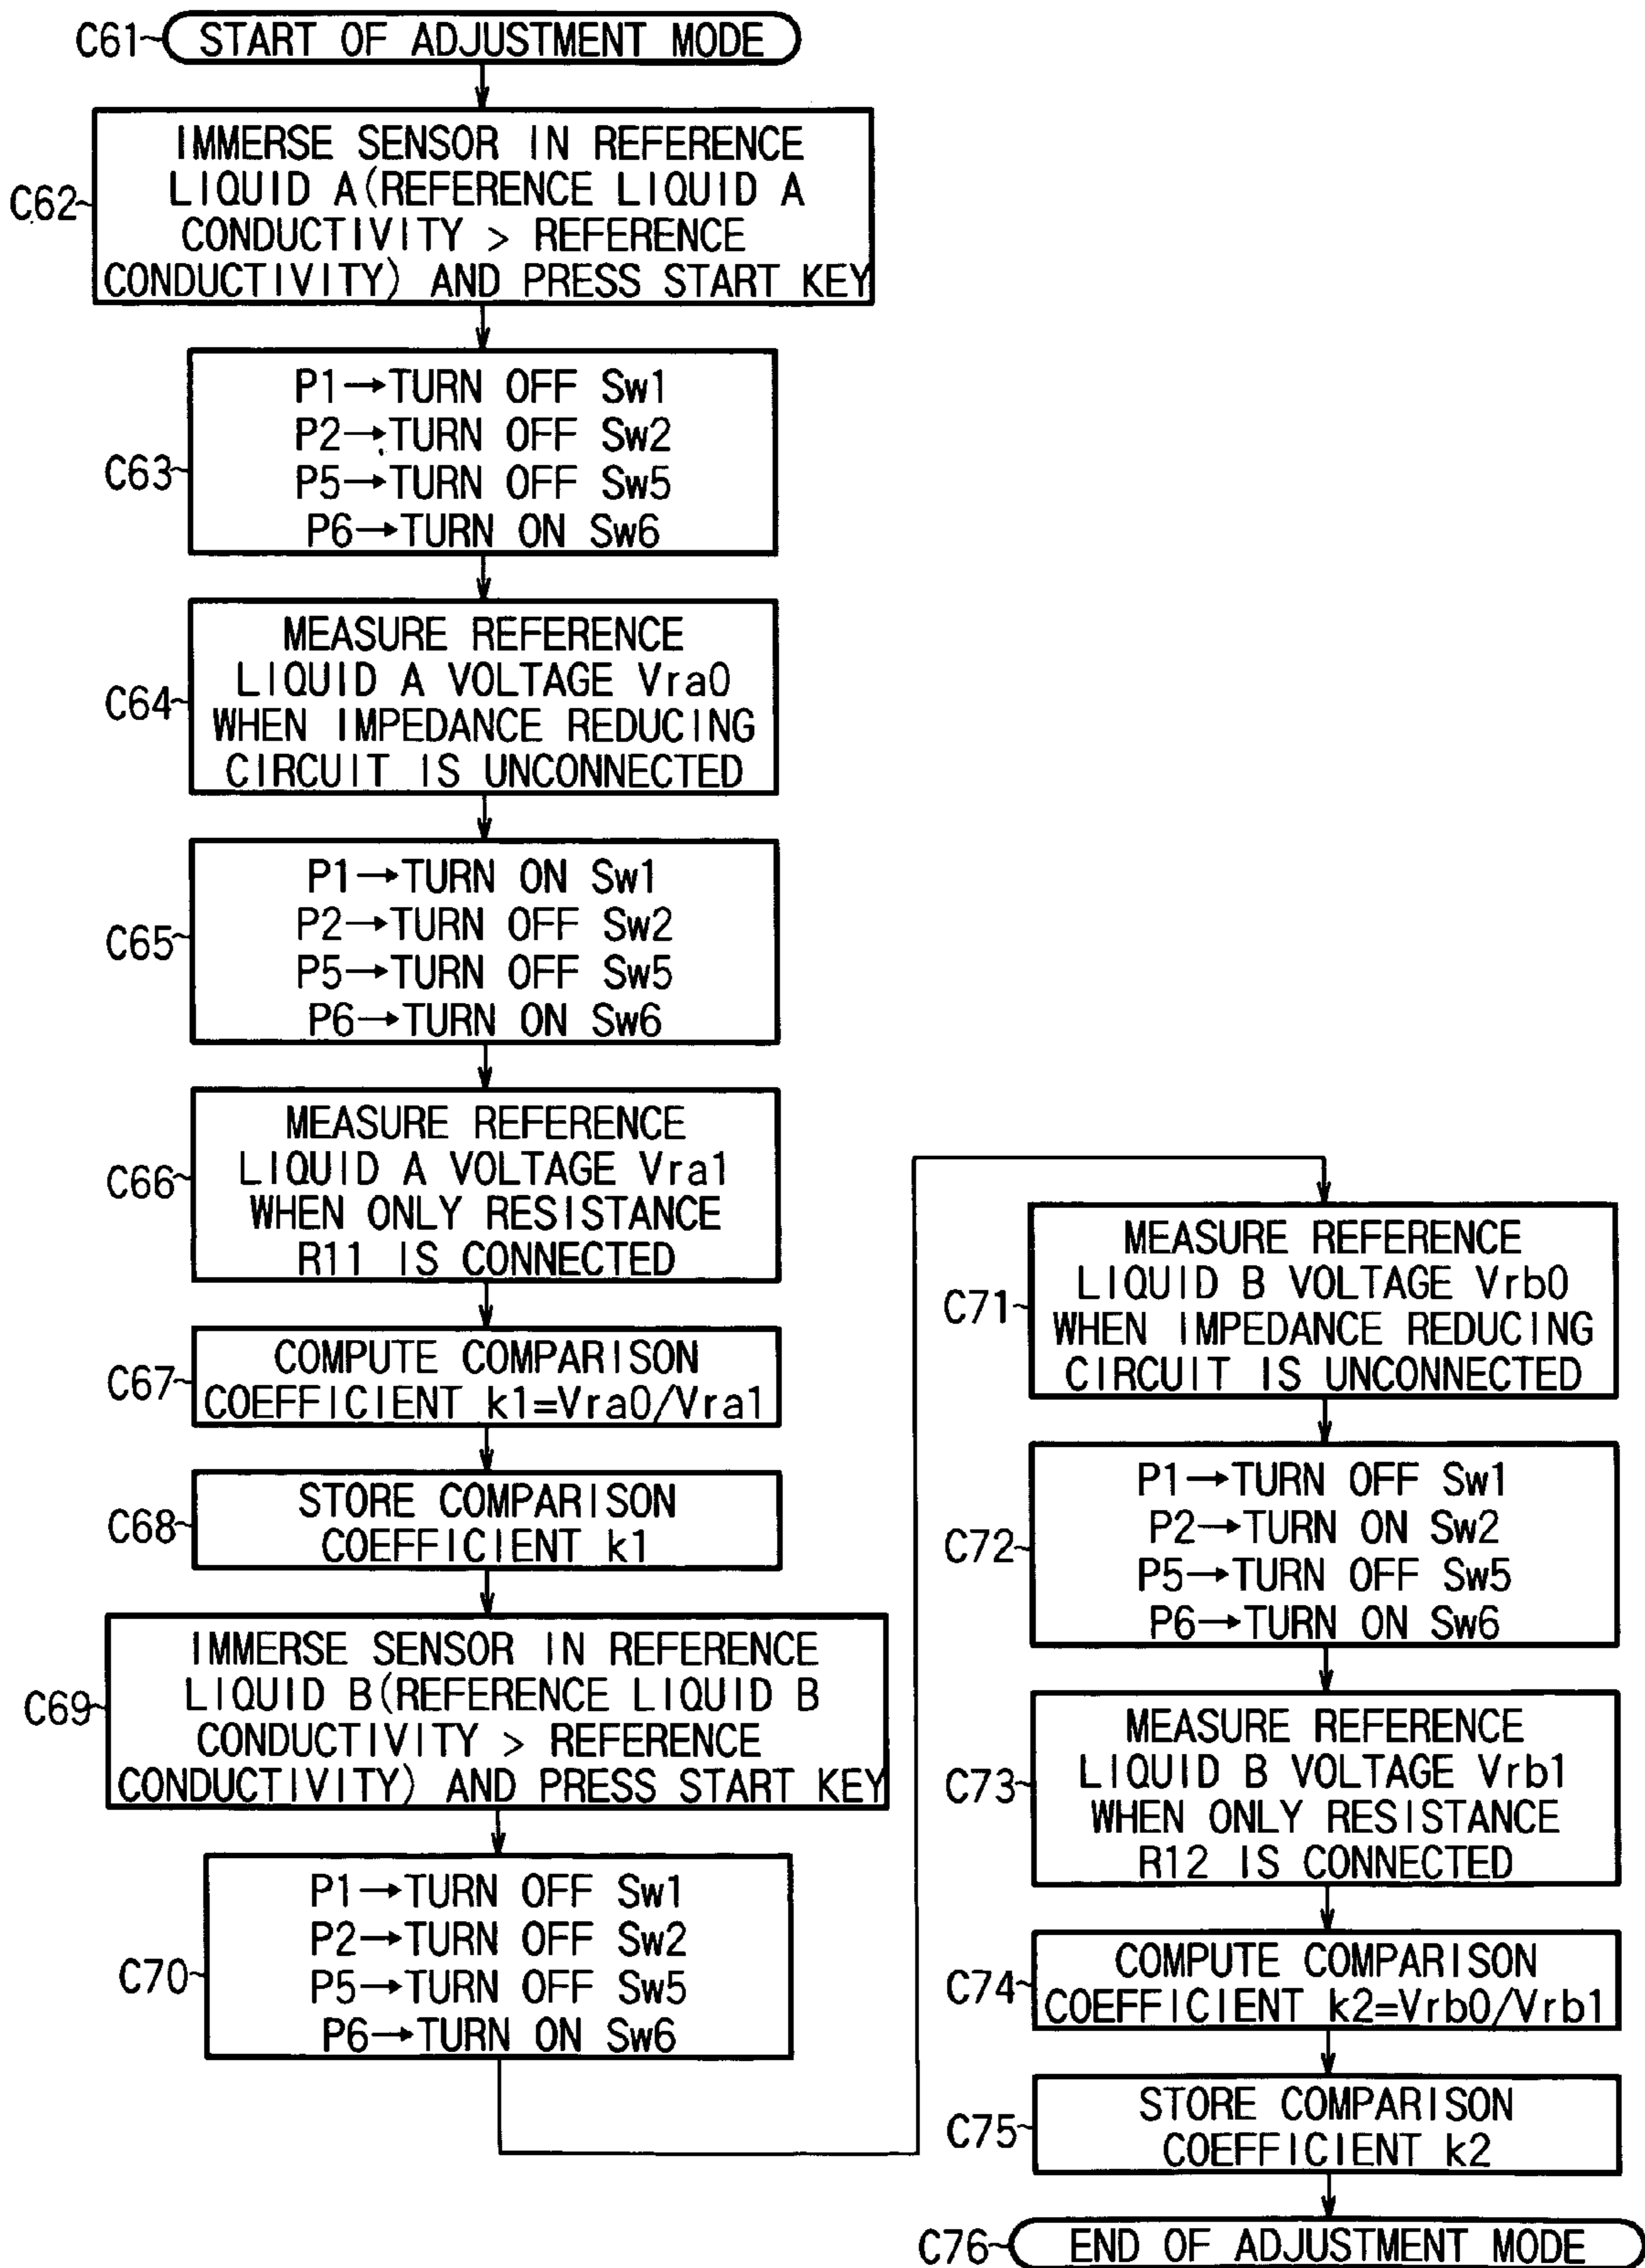 C61 START OF ADJUSTMENT MODE
C62
IMMERSE SENSOR IN REFERENCE
LIQUID A(REFERENCE LIQUID A
CONDUCTIVITY > REFERENCE
CONDUCTIVITY) AND PRESS START KEY
C63
P1→TURN OFF Sw1
P2→TURN OFF Sw2
P5→TURN OFF Sw5
P6→TURN ON Sw6
C64
MEASURE REFERENCE
LIQUID A VOLTAGE Vra0
WHEN IMPEDANCE REDUCING
CIRCUIT IS UNCONNECTED
C65
P1→TURN ON Sw1
P2→TURN OFF Sw2
P5→TURN OFF Sw5
P6→TURN ON Sw6
C66
MEASURE REFERENCE
LIQUID A VOLTAGE Vra1
WHEN ONLY RESISTANCE
R11 IS CONNECTED
C67
COMPUTE COMPARISON
COEFFICIENT k1=Vra0/Vra1
C68
STORE COMPARISON
COEFFICIENT k1
C69
IMMERSE SENSOR IN REFERENCE
LIQUID B(REFERENCE LIQUID B
CONDUCTIVITY > REFERENCE
CONDUCTIVITY) AND PRESS START KEY
C70
P1→TURN OFF Sw1
P2→TURN OFF Sw2
P5→TURN OFF Sw5
P6→TURN ON Sw6
C71
MEASURE REFERENCE
LIQUID B VOLTAGE Vrb0
WHEN IMPEDANCE REDUCING
CIRCUIT IS UNCONNECTED
C72
P1→TURN OFF Sw1
P2→TURN ON Sw2
P5→TURN OFF Sw5
P6→TURN ON Sw6
C73
MEASURE REFERENCE
LIQUID B VOLTAGE Vrb1
WHEN ONLY RESISTANCE
R12 IS CONNECTED
C74
COMPUTE COMPARISON
COEFFICIENT k2=Vrb0/Vrb1
C75
STORE COMPARISON
COEFFICIENT k2
C76 END OF ADJUSTMENT MODE